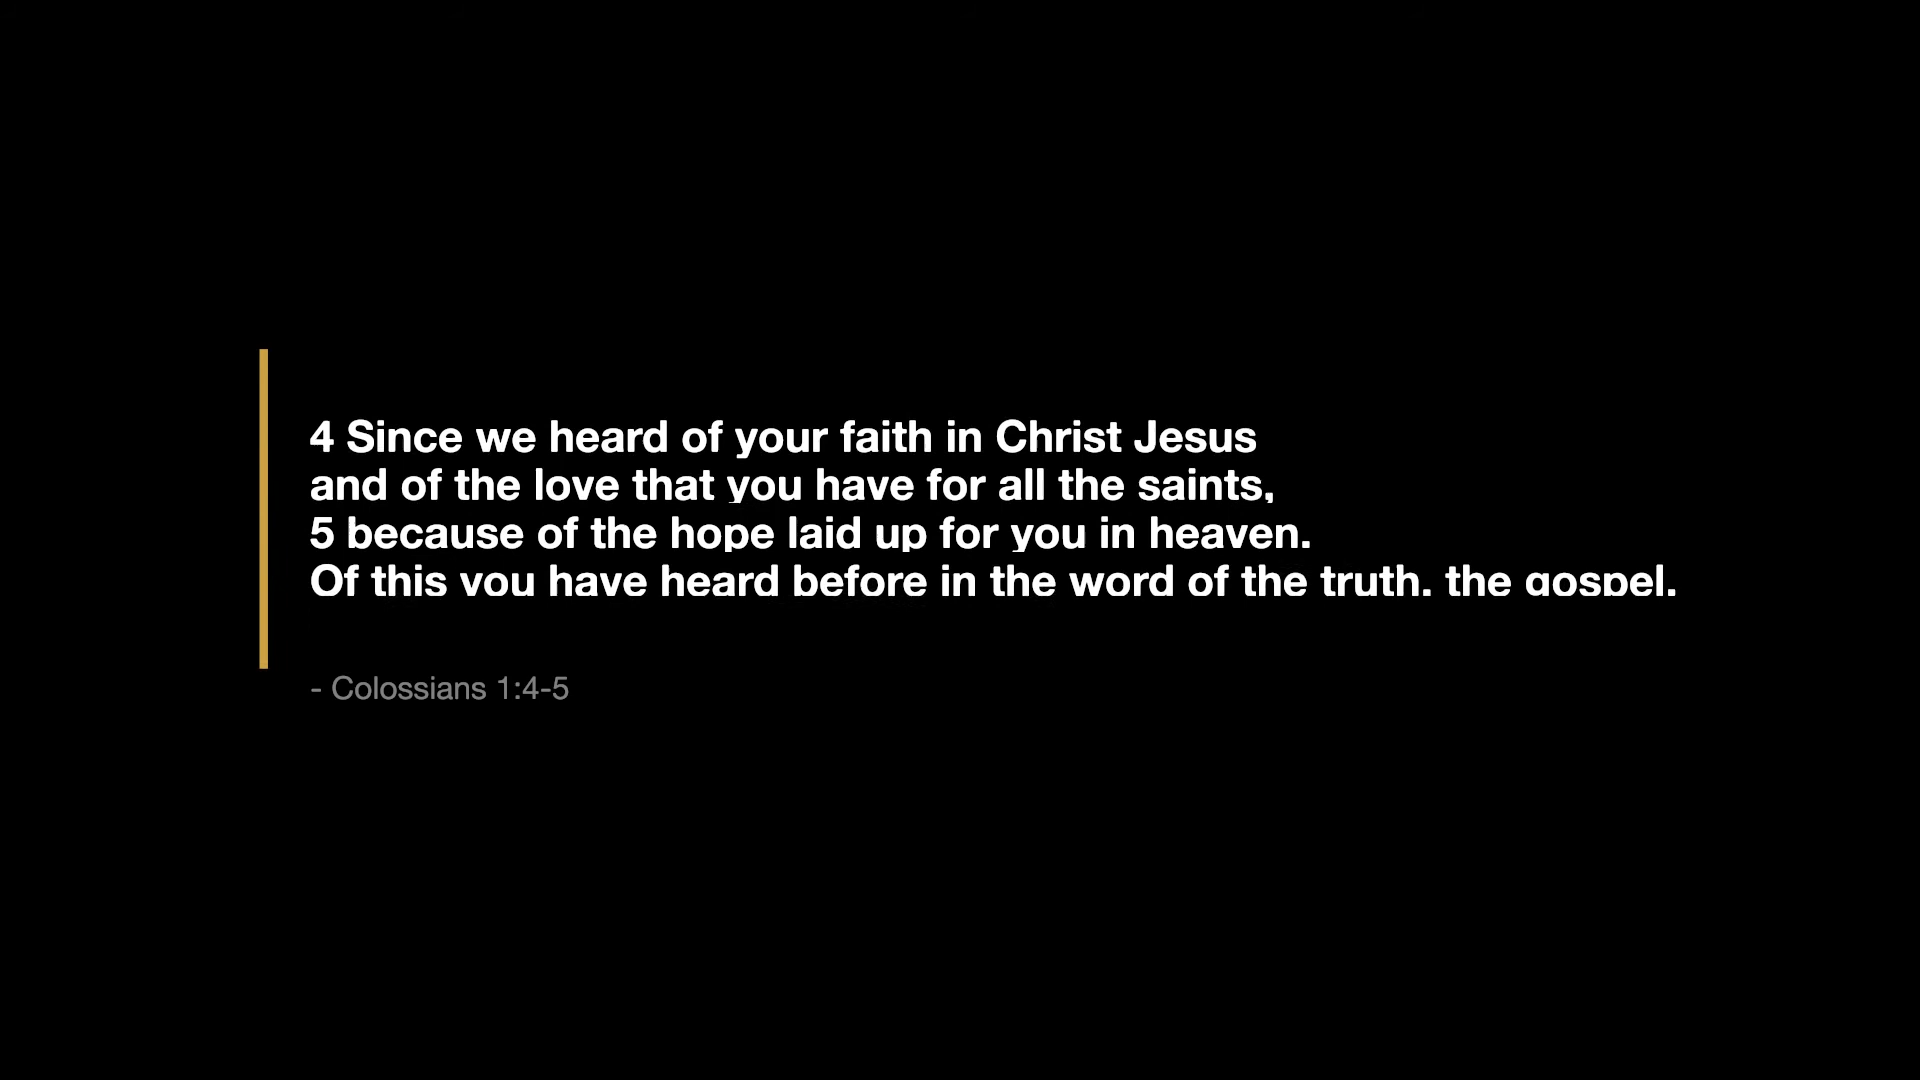 4 Since we heard of your faith in Christ Jesus
and of the love that you have for all the saints,
5 because of the hope laid up for you in heaven.
Of this you have heard before in the word of the truth, the gospel.
- Colossians 1:4-5